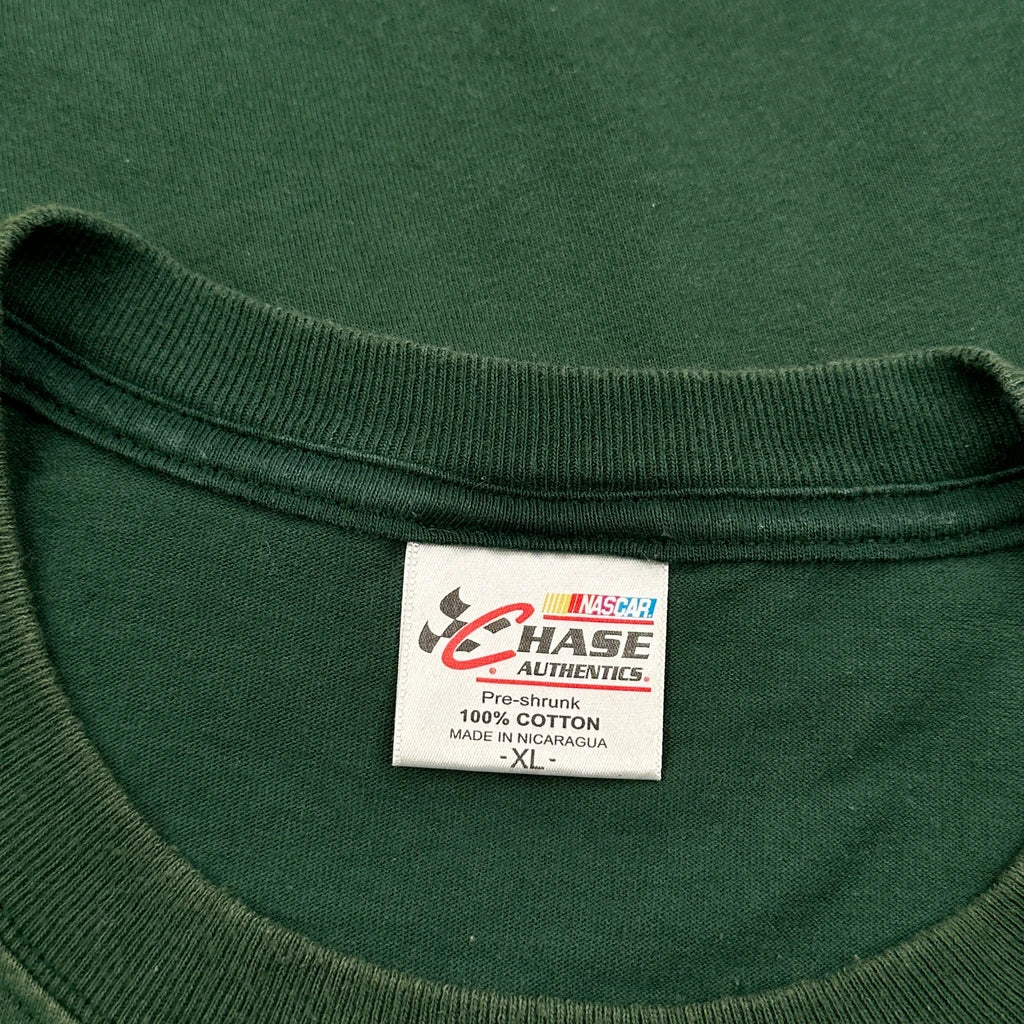 NASCAR.
CHASE
AUTHENTICS®
Pre-shrunk
100% COTTON
MADE IN NICARAGUA
-XL-